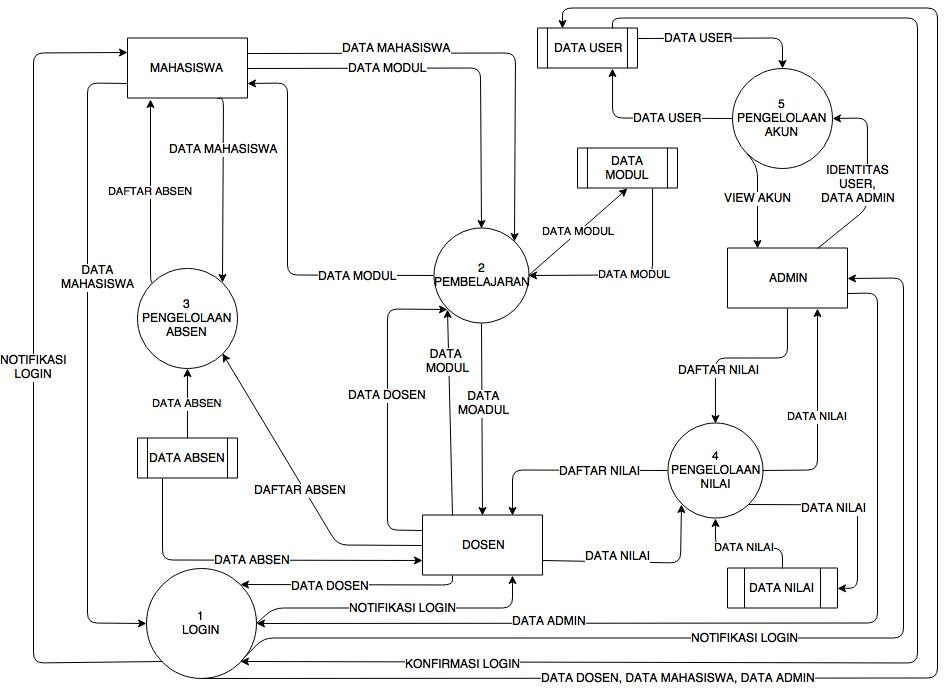 DATA USER
DATA USER
DATA MAHASISWA
MAHASISWA
DATA MODUL
5
PENGELOLAAN
AKUN
DATA USER
DATA MAHASISWA
DATA
MODUL
IDENTITAS
USER,
DATA ADMIN
DAFTAR ABSEN
VIEW AKUN
DATA MODUL
2
PEMBELAJARAN
DATA
MAHASISWA
DATA MODUL
DATA MODUL
ADMIN
3
PENGELOLAAN
ABSEN
NOTIFIKASI
LOGIN
DATA
MODUL
DAFTAR NILAI
DATA DOSEN
DATA
MOADUL
DATA ABSEN
DATA NILAI
DATA ABSEN
4
PENGELOLAAN
NILAI
DAFTAR NILAI
DAFTAR ABSEN
DATA NILAI
DOSEN
DATA NILAI
DATA NILAI
DATA ABSEN
DATA DOSEN
DATA NILAI
NOTIFIKASI LOGIN
1
LOGIN
DATA ADMIN
NOTIFIKASI LOGIN
KONFIRMASI LOGIN
DATA DOSEN, DATA MAHASISWA, DATA ADMIN